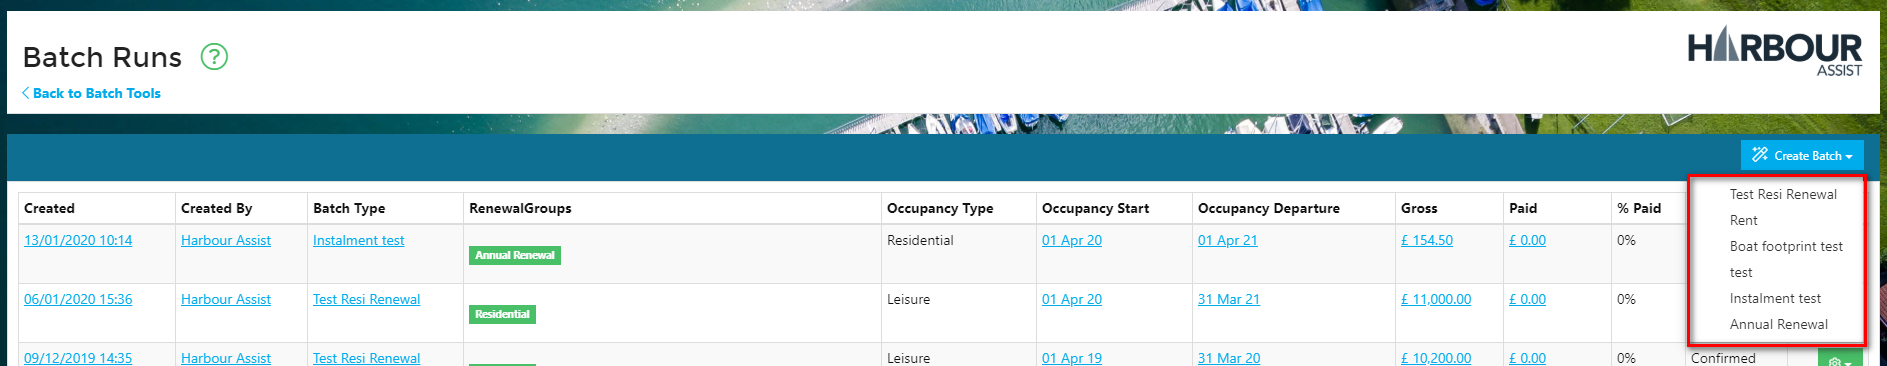 Batch Runs ?
HARBOUR
ASSIST
Back to Batch Tools
Create Batch
Created Created By Batch Type RenewalGroups Occupancy Type Occupancy Start Occupancy Departure Gross Paid % Paid
13/01/2020 10:14 Harbour Assist Instalment test Annual Renewal Residential 01 Apr 20 01 Apr 21 £ 154.50 £ 0.00 0%
06/01/2020 15:36 Harbour Assist Test Resi Renewal Residential Leisure 01 Apr 20 31 Mar 21 £ 11,000.00 £ 0.00 0%
09/12/2019 14:35 Harbour Assist Test Resi Renewal Leisure 01 Apr 19 31 Mar 20 £ 10,200.00 £ 0.00 0% Confirmed
Test Resi Renewal
Rent
Boat footprint test
test
Instalment test
Annual Renewal